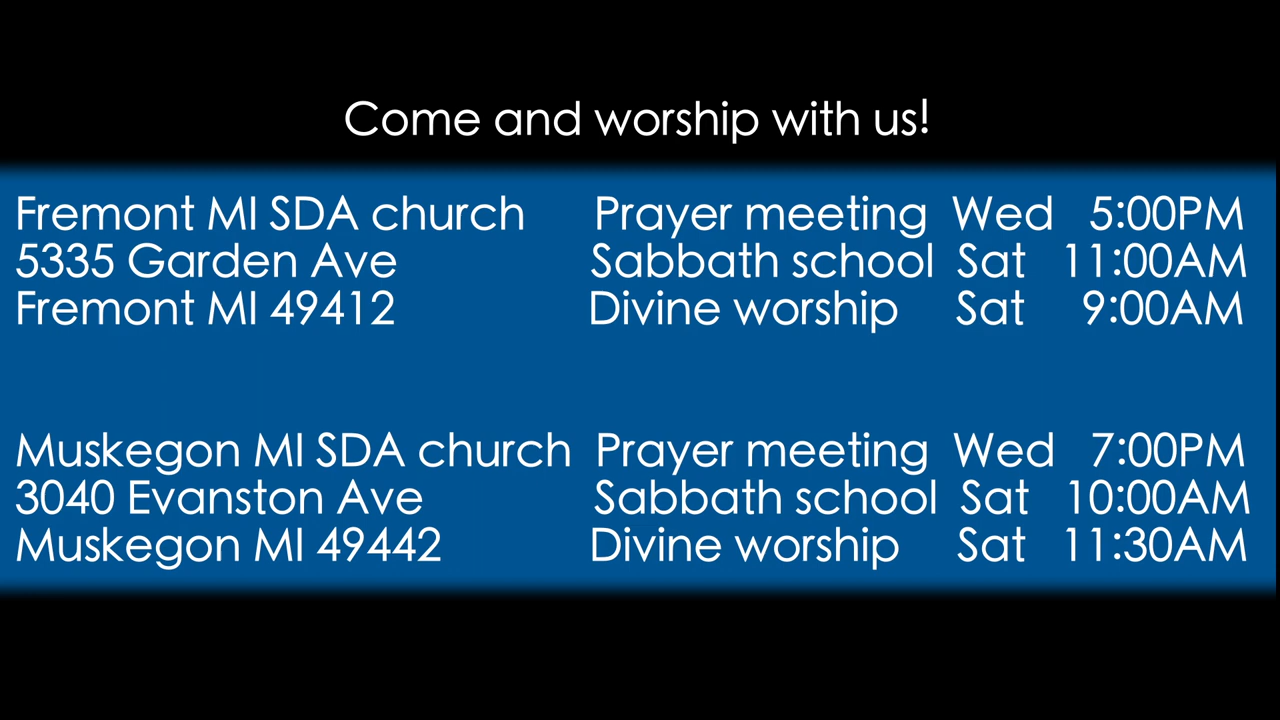 Come and worship with us!
Fremont MI SDA church Prayer meeting Wed 5:00PM
5335 Garden Ave Sabbath school Sat 11:00AM
Fremont MI 49412 Divine worship Sat 9:00AM
Muskegon MI SDA church Prayer meeting Wed 7:00PM
3040 Evanston Ave Sabbath school Sat 10:00AM
Muskegon MI 49442 Divine worship Sat 11:30AM